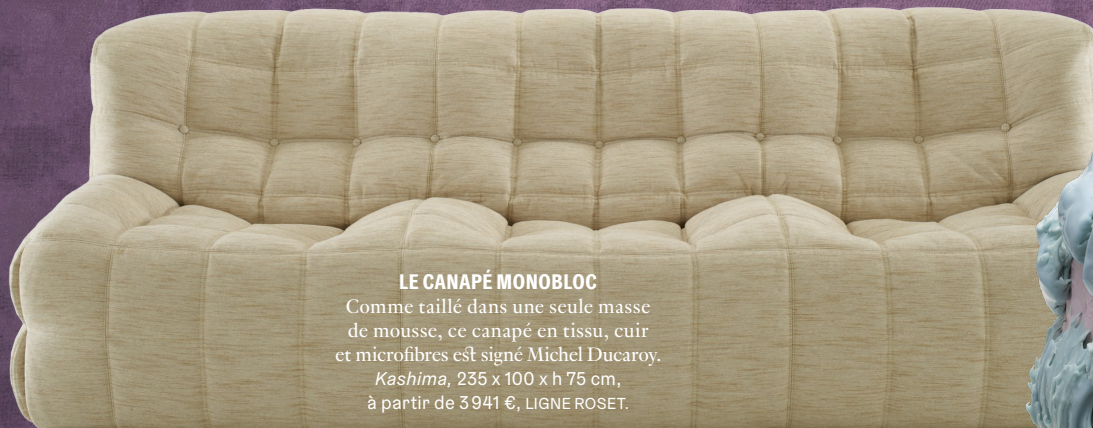 LE CANAPÉ MONOBLOC
Comme taillé dans une seule masse
de mousse, ce canapé en tissu, cuir
et microfibres est signé Michel Ducaroy.
Kashima, 235 x 100 x h 75 cm,
à partir de 3 941 €, LIGNE ROSET.